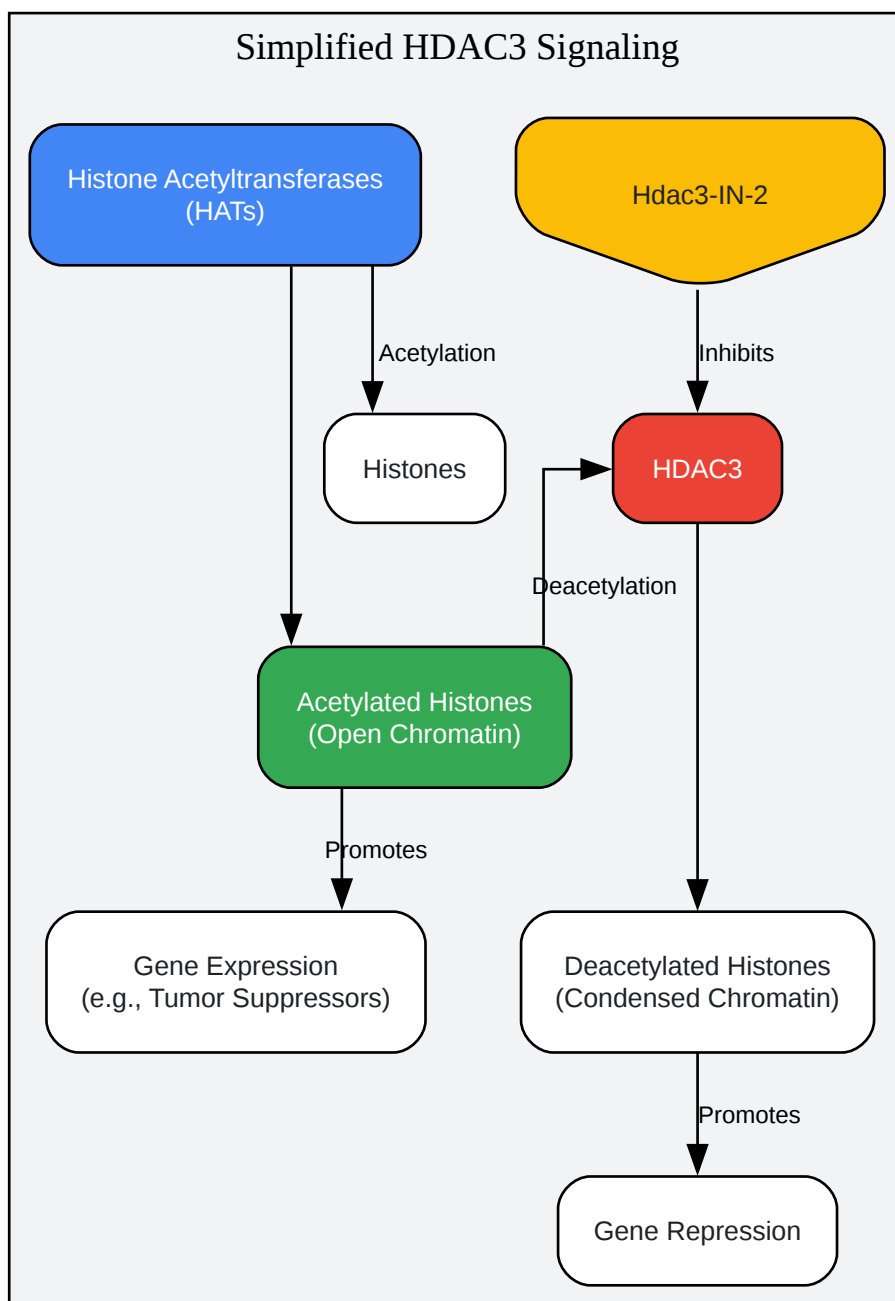 Simplified HDAC3 Signaling
Histone Acetyltransferases
(HATs)
Hdac3-IN-2
Acetylation
Inhibits
Histones
HDAC3
Deacetylation
Acetylated Histones
(Open Chromatin)
Promotes
Gene Expression
(e.g., Tumor Suppressors)
Deacetylated Histones
(Condensed Chromatin)
Promotes
Gene Repression